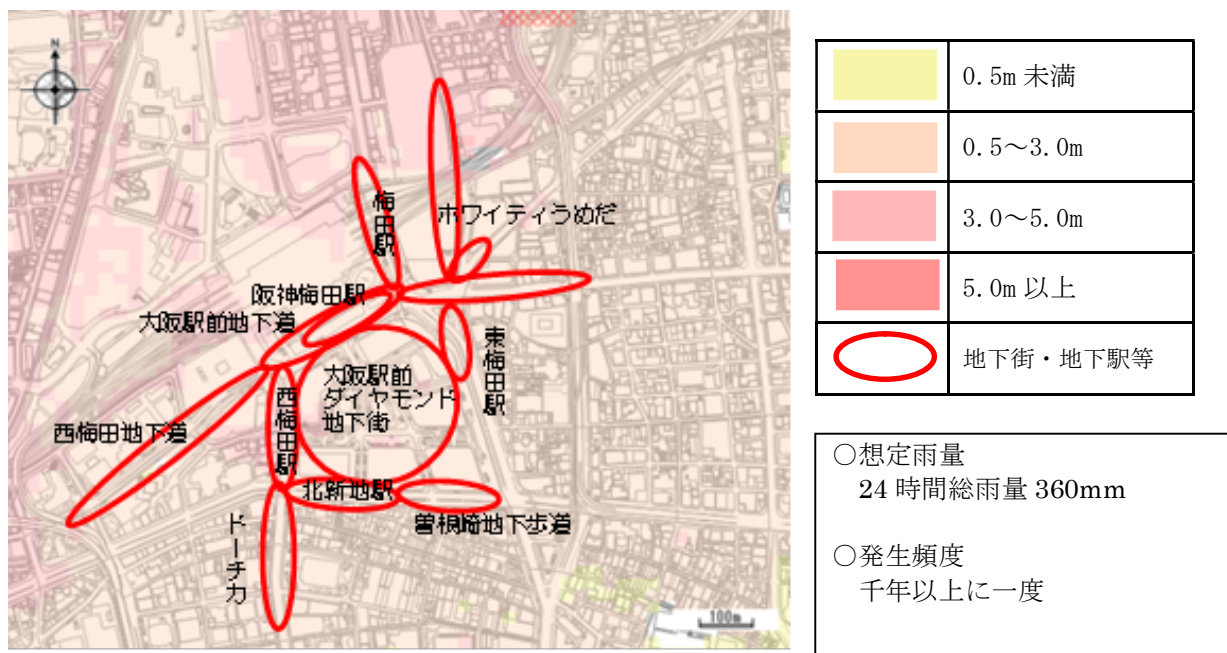 N
梅田駅
ホワイティうめだ
阪神梅田駅
大阪駅前地下道
東梅田駅
大阪駅前
ダイヤモンド
地下街
西梅田駅
西梅田地下道
北新地駅
曽根崎地下歩道
ドーチカ
100m
0.5m 未満
0.5～3.0m
3.0～5.0m
5.0m 以上
地下街・地下駅等
○想定雨量
24 時間総雨量 360mm
○発生頻度
千年以上に一度